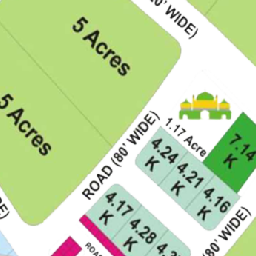 (80' WIDE)
5 Acres
5 Acres
ROAD (80' WIDE)
1.17 Acre
7.14
K
4.24
K
4.21
K
4.16
K
4.17
K
4.28
K
(80' WIDE)